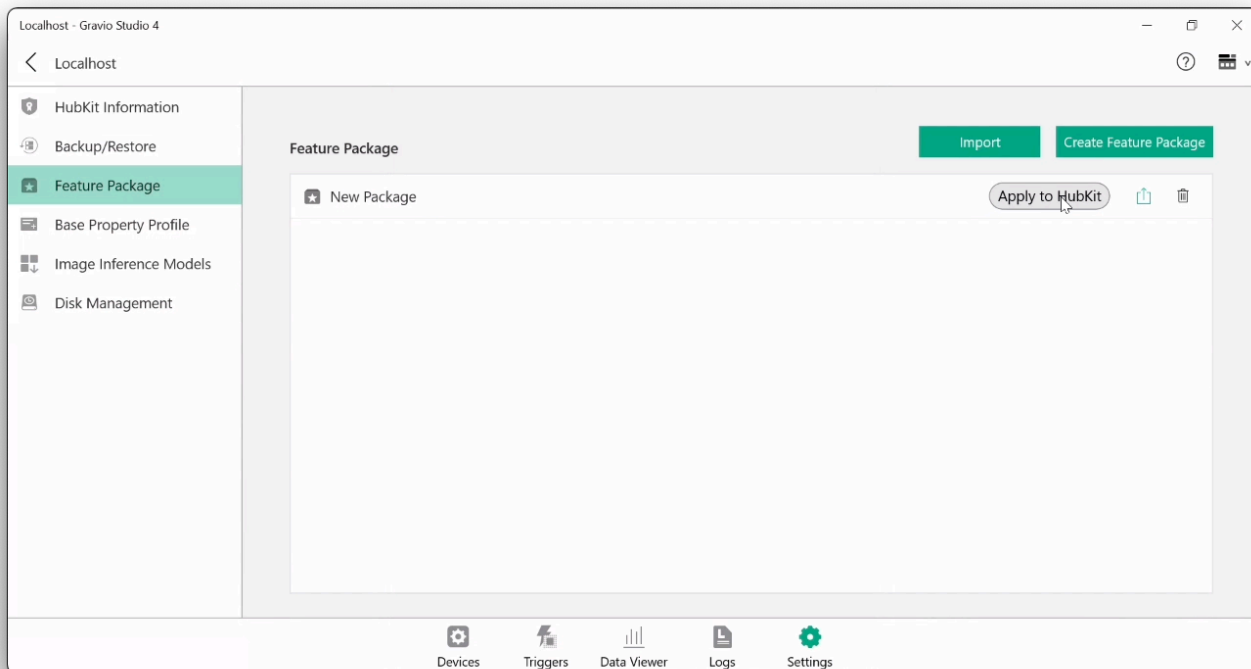 Localhost - Gravio Studio 4
Localhost
HubKit Information
Backup/Restore
Feature Package
Base Property Profile
Image Inference Models
Disk Management
Feature Package
Import
Create Feature Package
New Package
Apply to HubKit
Devices
Triggers
Data Viewer
Logs
Settings